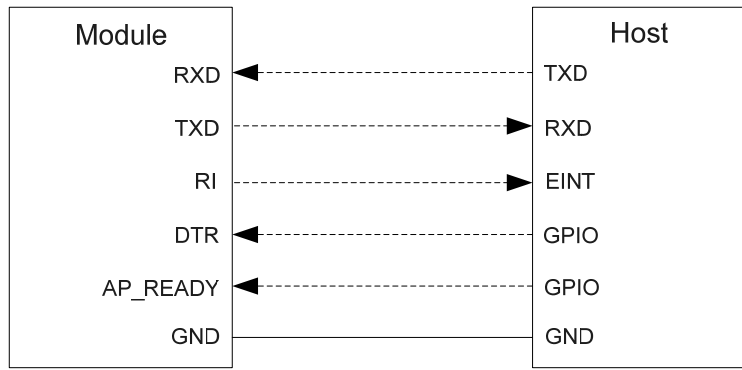 Module Host
RXD TXD
TXD RXD
RI EINT
DTR GPIO
AP_READY GPIO
GND GND